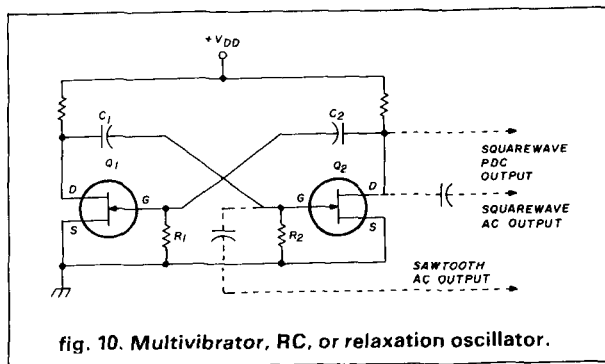 +VDD
C1
C2
Q1
Q2
SQUAREWAVE
PDC
OUTPUT
D
G
S
R1
G
R2
D
S
SQUAREWAVE
AC OUTPUT
SAWTOOTH
AC OUTPUT
fig. 10. Multivibrator, RC, or relaxation oscillator.